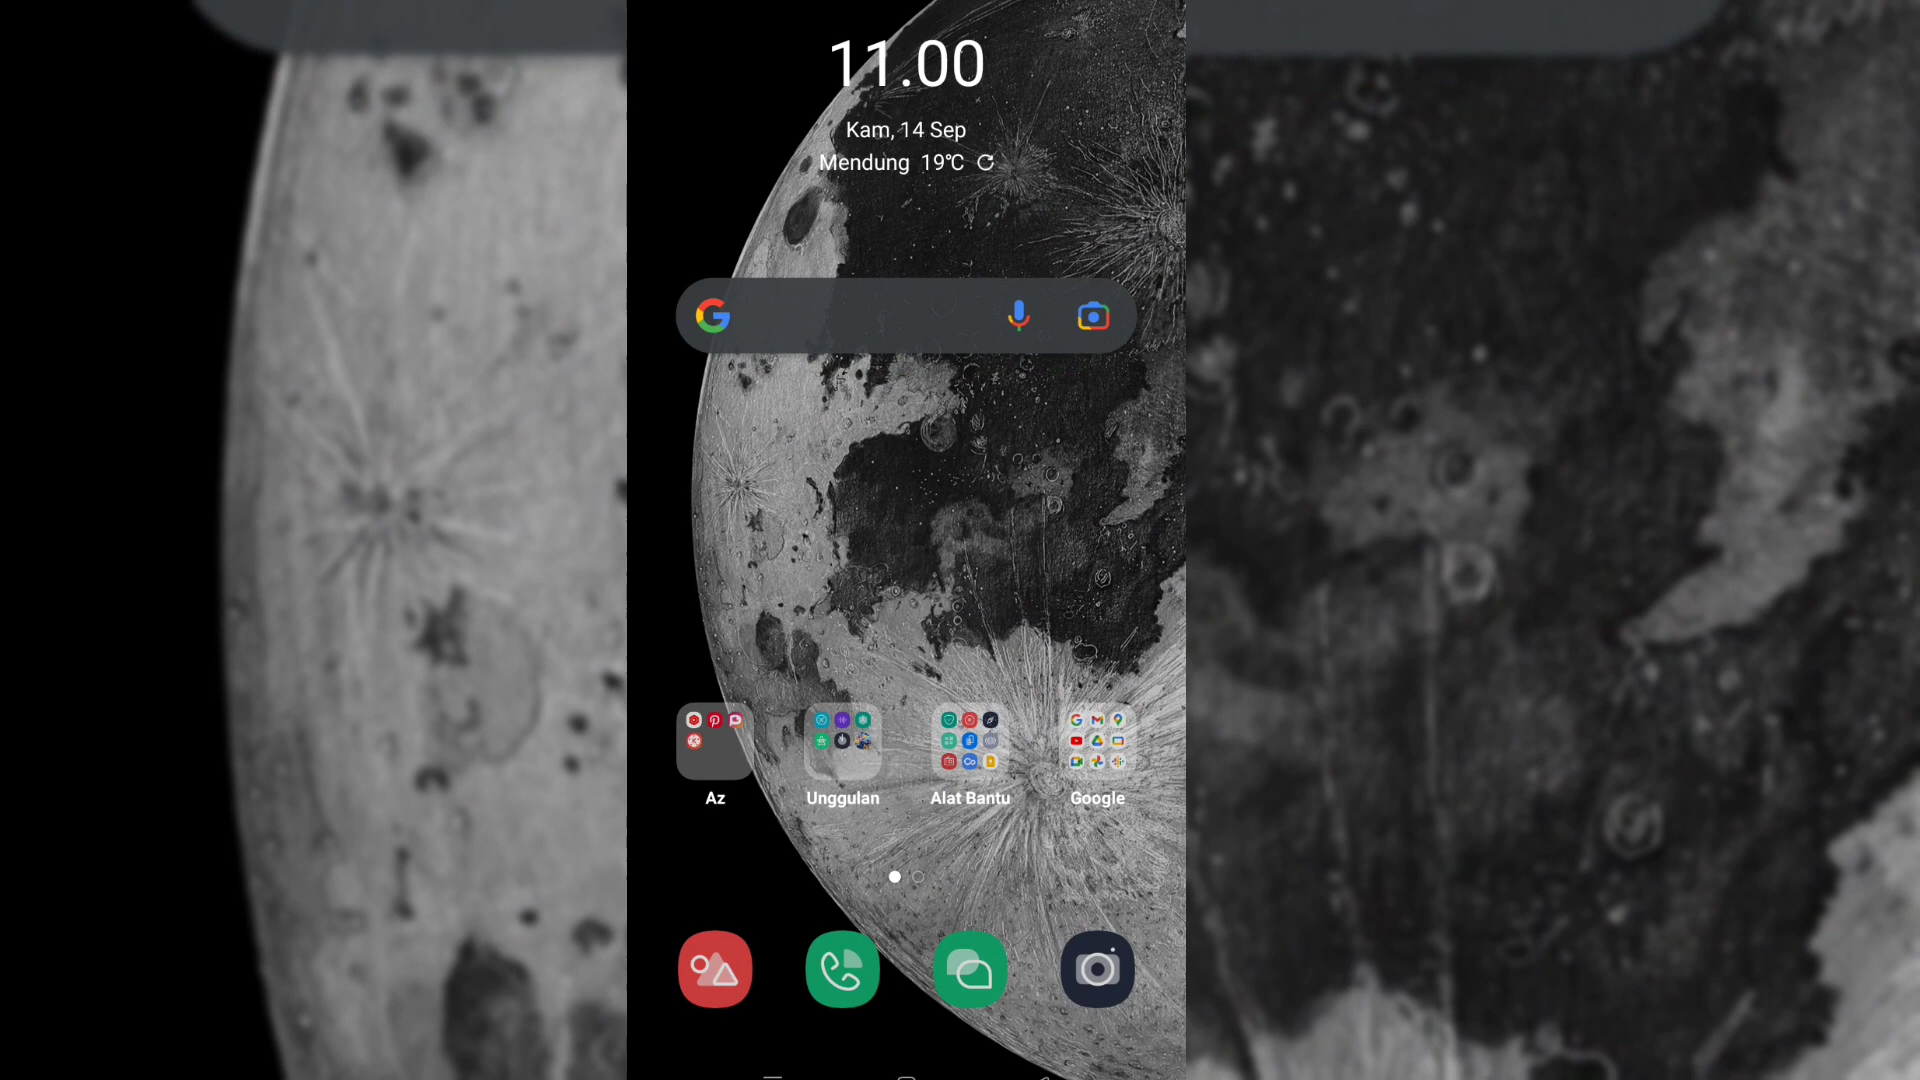 11.00
Kam, 14 Sep
Mendung 19°C
Az
Unggulan
Alat Bantu
Google